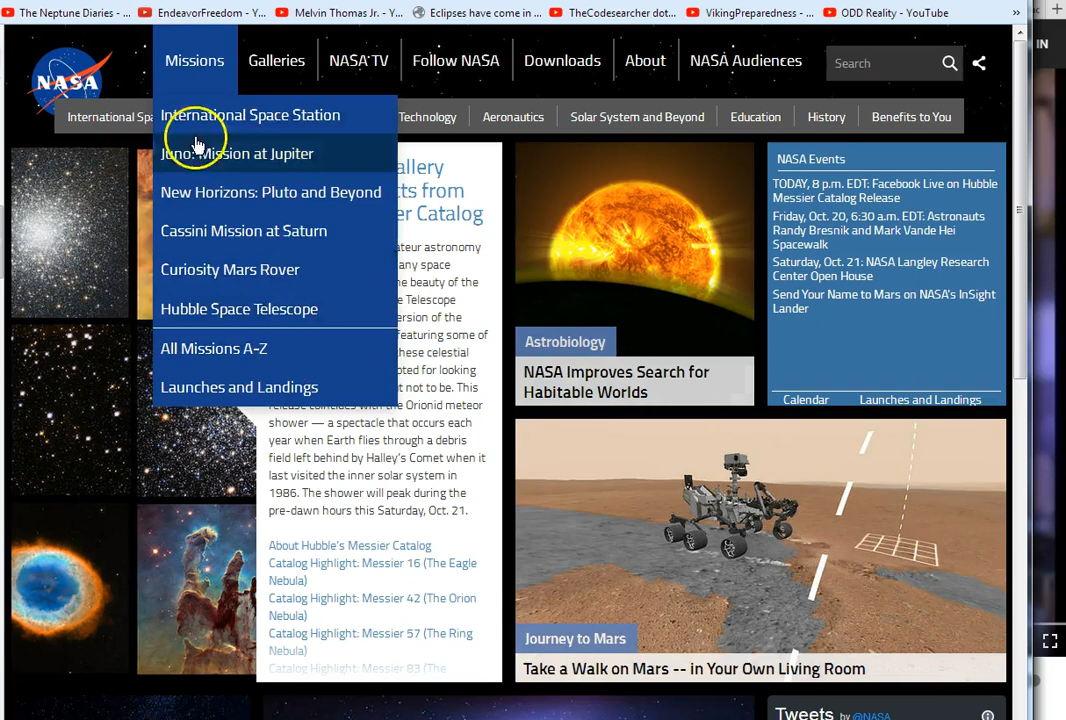 The Neptune Diaries - ...
EndeavorFreedom - Y...
Melvin Thomas Jr. - Y...
Eclipses have come in ...
TheCodesearcher dot...
VikingPreparedness - ...
ODD Reality - YouTube
»
IN
NASA
Missions
Galleries
NASA TV
Follow NASA
Downloads
About
NASA Audiences
Search
International Spa
Technology
Aeronautics
Solar System and Beyond
Education
History
Benefits to You
International Space Station
Juno: Mission at Jupiter
New Horizons: Pluto and Beyond
Cassini Mission at Saturn
Curiosity Mars Rover
Hubble Space Telescope
All Missions A-Z
Launches and Landings
allery
cts from
er Catalog
ateur astronomy
any space
he beauty of the
e Telescope
ersion of the
featuring some of
hese celestial
oted for looking
t not to be. This
release coincides with the Orionid meteor
shower — a spectacle that occurs each
year when Earth flies through a debris
field left behind by Halley's Comet when it
last visited the inner solar system in
1986. The shower will peak during the
pre-dawn hours this Saturday, Oct. 21.
About Hubble's Messier Catalog
Catalog Highlight: Messier 16 (The Eagle
Nebula)
Catalog Highlight: Messier 42 (The Orion
Nebula)
Catalog Highlight: Messier 57 (The Ring
Nebula)
Catalog Highlight: Messier 83 (The
Astrobiology
NASA Improves Search for
Habitable Worlds
NASA Events
TODAY, 8 p.m. EDT: Facebook Live on Hubble
Messier Catalog Release
Friday, Oct. 20, 6:30 a.m. EDT: Astronauts
Randy Bresnik and Mark Vande Hei
Spacewalk
Saturday, Oct. 21: NASA Langley Research
Center Open House
Send Your Name to Mars on NASA's InSight
Lander
Calendar
Launches and Landings
Journey to Mars
Take a Walk on Mars -- in Your Own Living Room
Tweets by @NASA